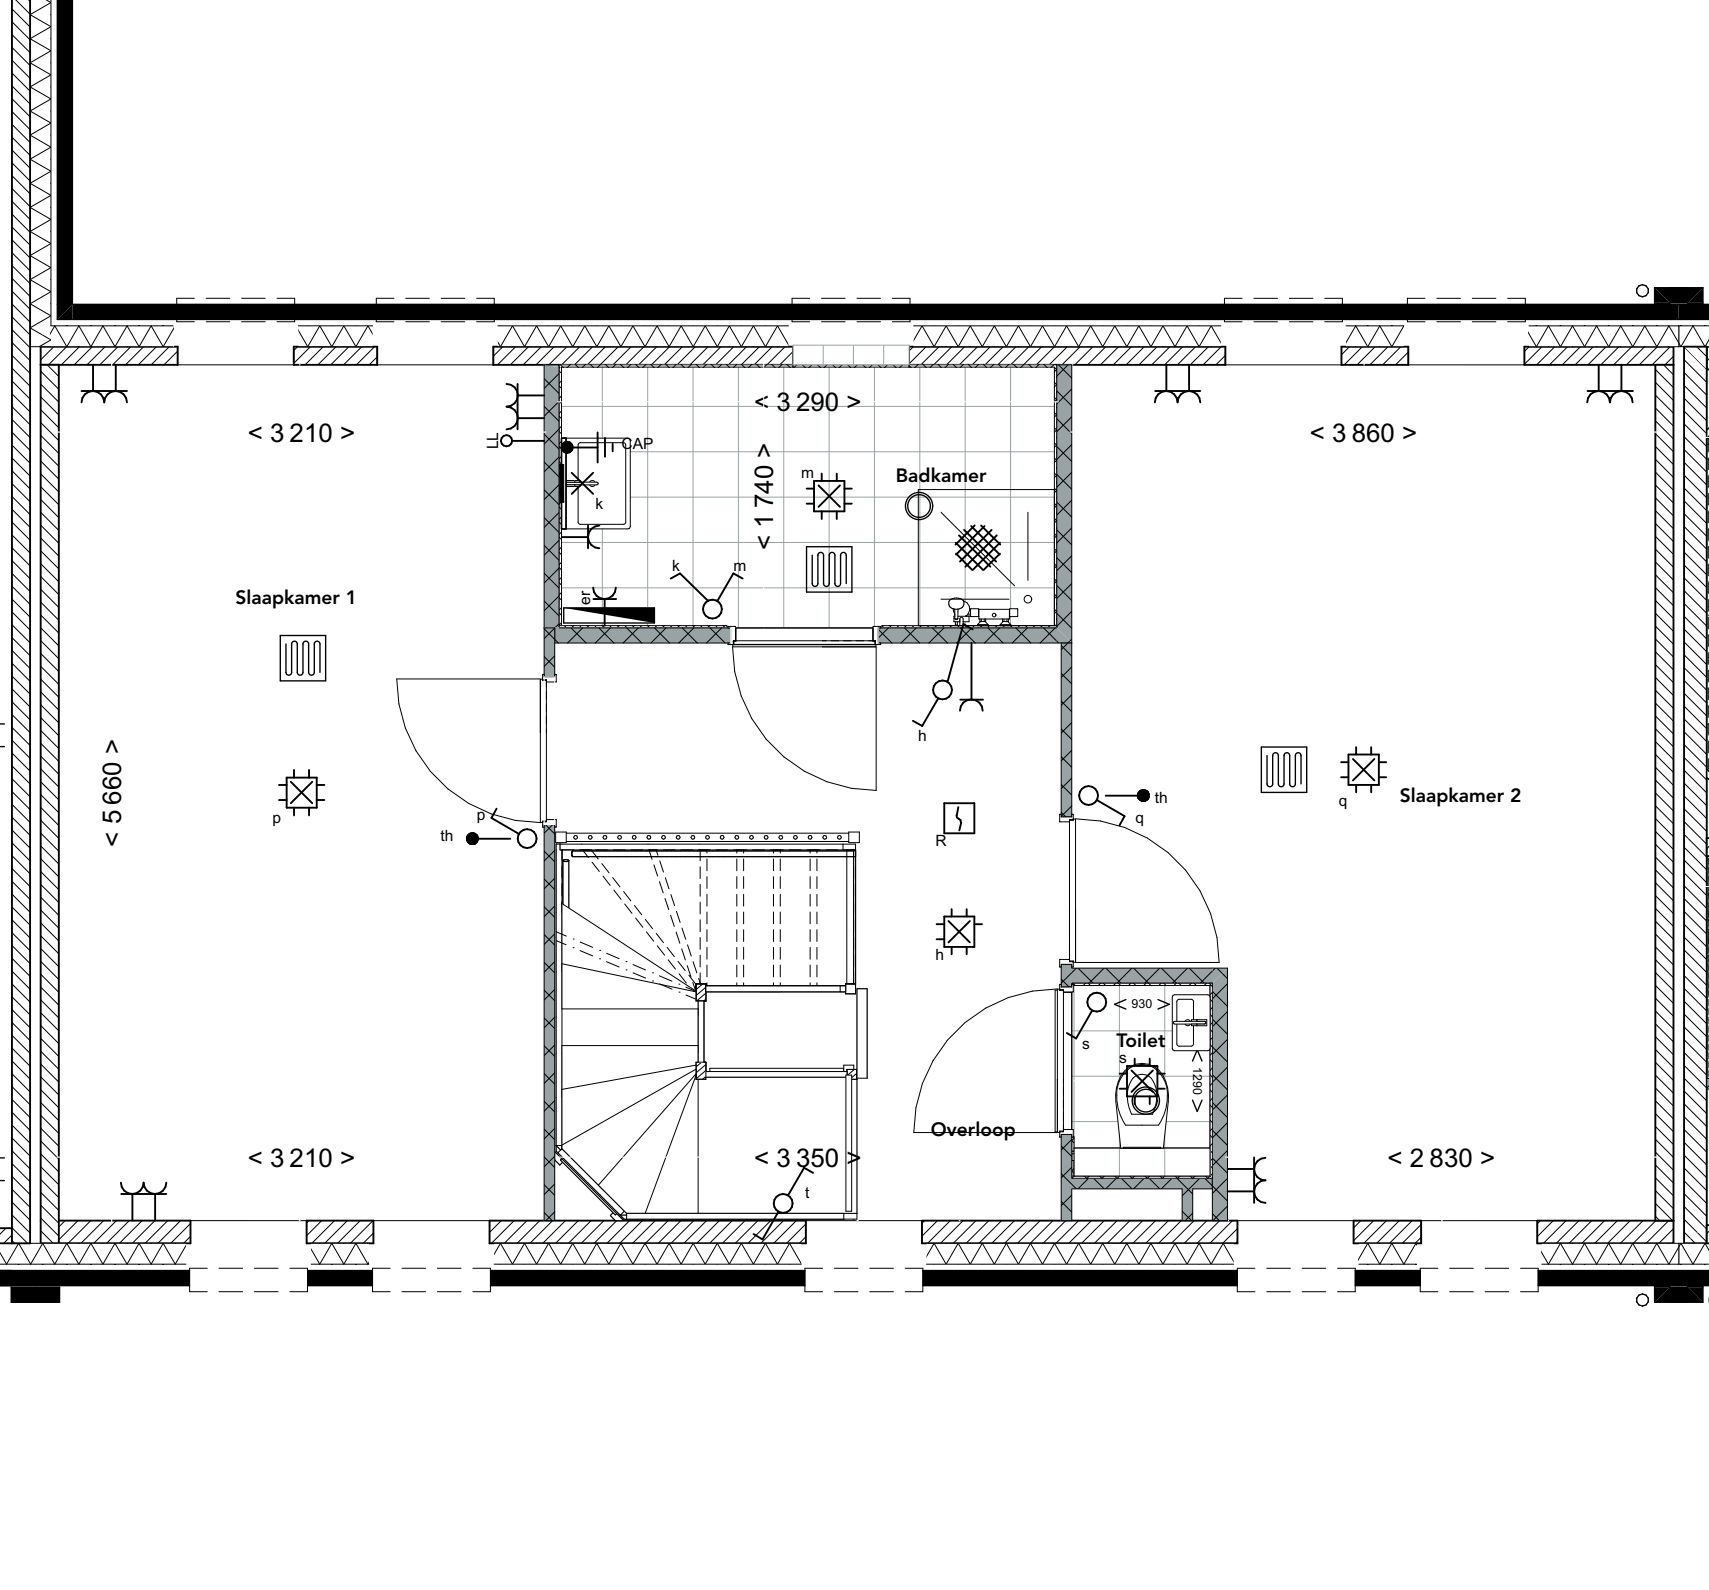 < 3 290 >
< 3 210 >
< 3 860 >
LL
CAP
m
Badkamer
< 1 740 >
k
k
m
er
Slaapkamer 1
h
< 5 660 >
p
p
th
th
q
q
Slaapkamer 2
R
h
< 930 >
s
Toilet
s
< 1290 >
Overloop
< 3 210 >
< 3 350 >
< 2 830 >
t